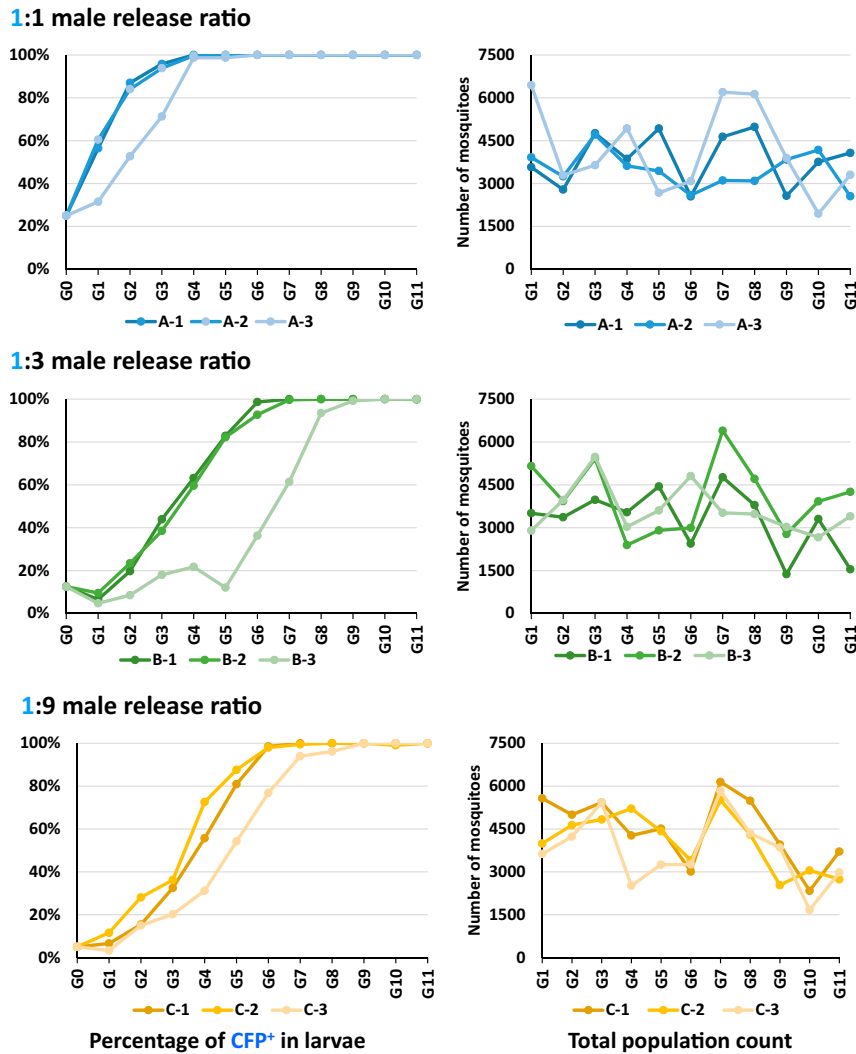 1:1 male release ratio
100%
80%
60%
40%
20%
0%
G0 G1 G2 G3 G4 G5 G6 G7 G8 G9 G10 G11
A-1 A-2 A-3
Number of mosquitoes
7500
6000
4500
3000
1500
0
G1 G2 G3 G4 G5 G6 G7 G8 G9 G10 G11
A-1 A-2 A-3
1:3 male release ratio
100%
80%
60%
40%
20%
0%
G0 G1 G2 G3 G4 G5 G6 G7 G8 G9 G10 G11
B-1 B-2 B-3
Number of mosquitoes
7500
6000
4500
3000
1500
0
G1 G2 G3 G4 G5 G6 G7 G8 G9 G10 G11
B-1 B-2 B-3
1:9 male release ratio
100%
80%
60%
40%
20%
0%
G0 G1 G2 G3 G4 G5 G6 G7 G8 G9 G10 G11
C-1 C-2 C-3
Percentage of CFP⁺ in larvae
Number of mosquitoes
7500
6000
4500
3000
1500
0
G1 G2 G3 G4 G5 G6 G7 G8 G9 G10 G11
C-1 C-2 C-3
Total population count